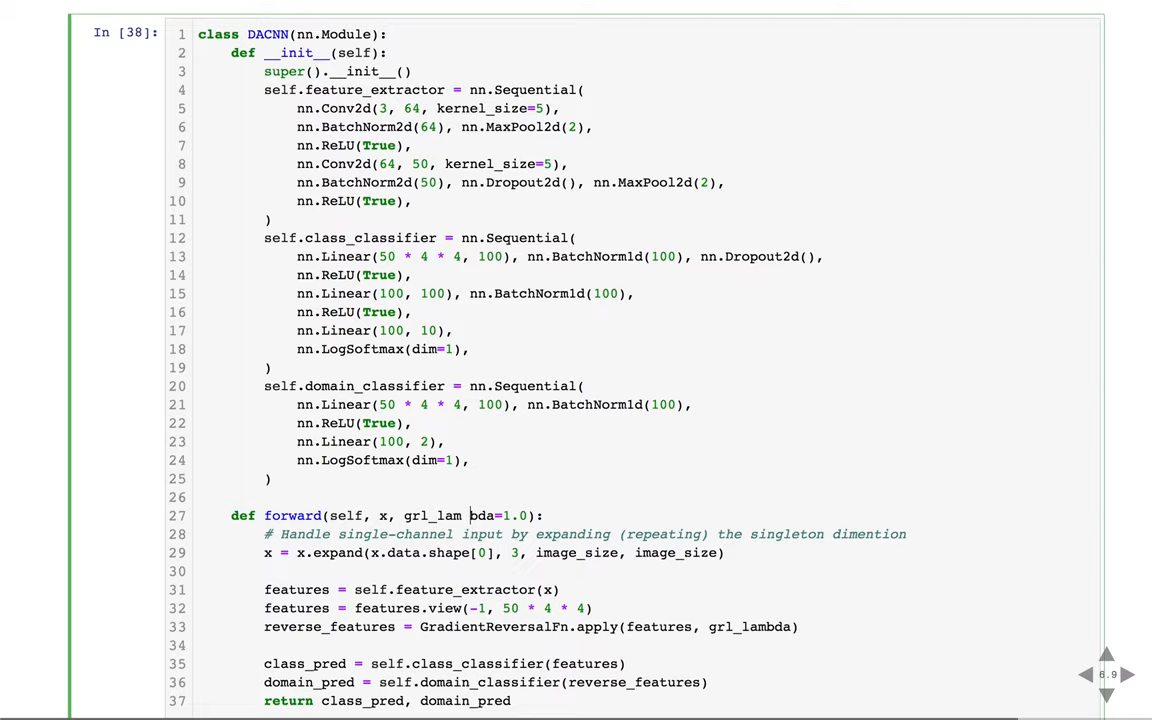 In [38]:
1 class DACNN(nn.Module):
2     def __init__(self):
3         super().__init__()
4         self.feature_extractor = nn.Sequential(
5             nn.Conv2d(3, 64, kernel_size=5),
6             nn.BatchNorm2d(64), nn.MaxPool2d(2),
7             nn.ReLU(True),
8             nn.Conv2d(64, 50, kernel_size=5),
9             nn.BatchNorm2d(50), nn.Dropout2d(), nn.MaxPool2d(2),
10             nn.ReLU(True),
11         )
12         self.class_classifier = nn.Sequential(
13             nn.Linear(50 * 4 * 4, 100), nn.BatchNorm1d(100), nn.Dropout2d(),
14             nn.ReLU(True),
15             nn.Linear(100, 100), nn.BatchNorm1d(100),
16             nn.ReLU(True),
17             nn.Linear(100, 10),
18             nn.LogSoftmax(dim=1),
19         )
20         self.domain_classifier = nn.Sequential(
21             nn.Linear(50 * 4 * 4, 100), nn.BatchNorm1d(100),
22             nn.ReLU(True),
23             nn.Linear(100, 2),
24             nn.LogSoftmax(dim=1),
25         )
26
27     def forward(self, x, grl_lam bda=1.0):
28         # Handle single-channel input by expanding (repeating) the singleton dimention
29         x = x.expand(x.data.shape[0], 3, image_size, image_size)
30
31         features = self.feature_extractor(x)
32         features = features.view(-1, 50 * 4 * 4)
33         reverse_features = GradientReversalFn.apply(features, grl_lambda)
34
35         class_pred = self.class_classifier(features)
36         domain_pred = self.domain_classifier(reverse_features)
37         return class_pred, domain_pred
6.9